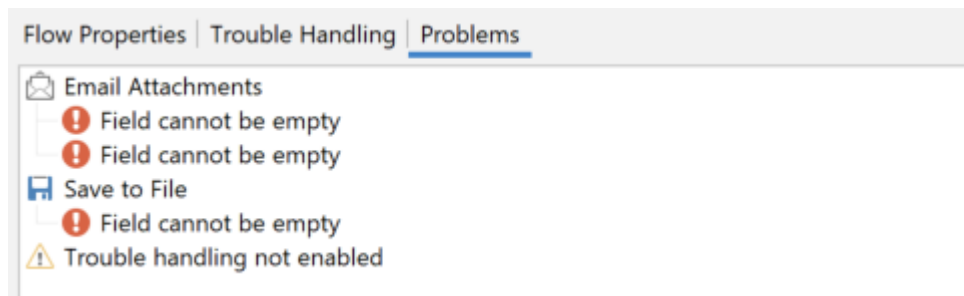 Flow Properties Trouble Handling Problems
Email Attachments
Field cannot be empty
Field cannot be empty
Save to File
Field cannot be empty
Trouble handling not enabled